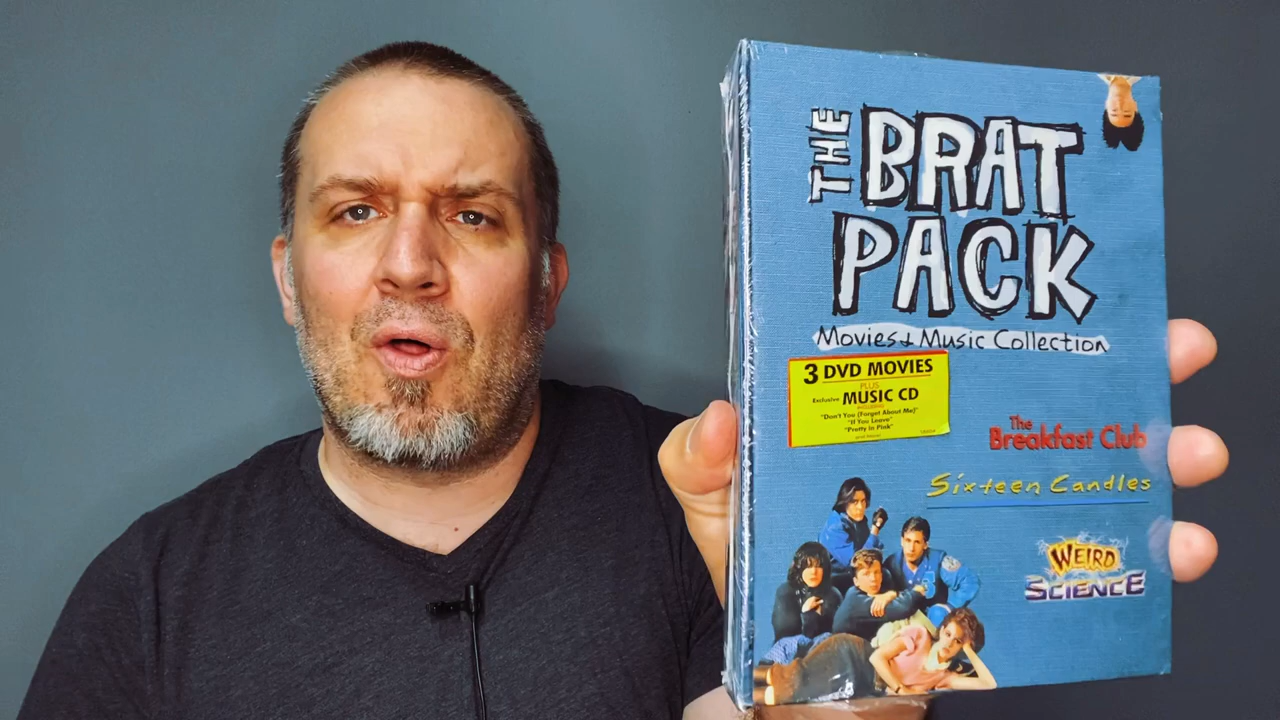 THE
BRAT
PACK
Movies & Music Collection
3 DVD MOVIES
PLUS
Exclusive MUSIC CD
INCLUDING
"Don't You (Forget About Me)"
"If You Leave"
"Pretty in Pink"
The
Breakfast Club
Sixteen Candles
WEIRD
SCIENCE